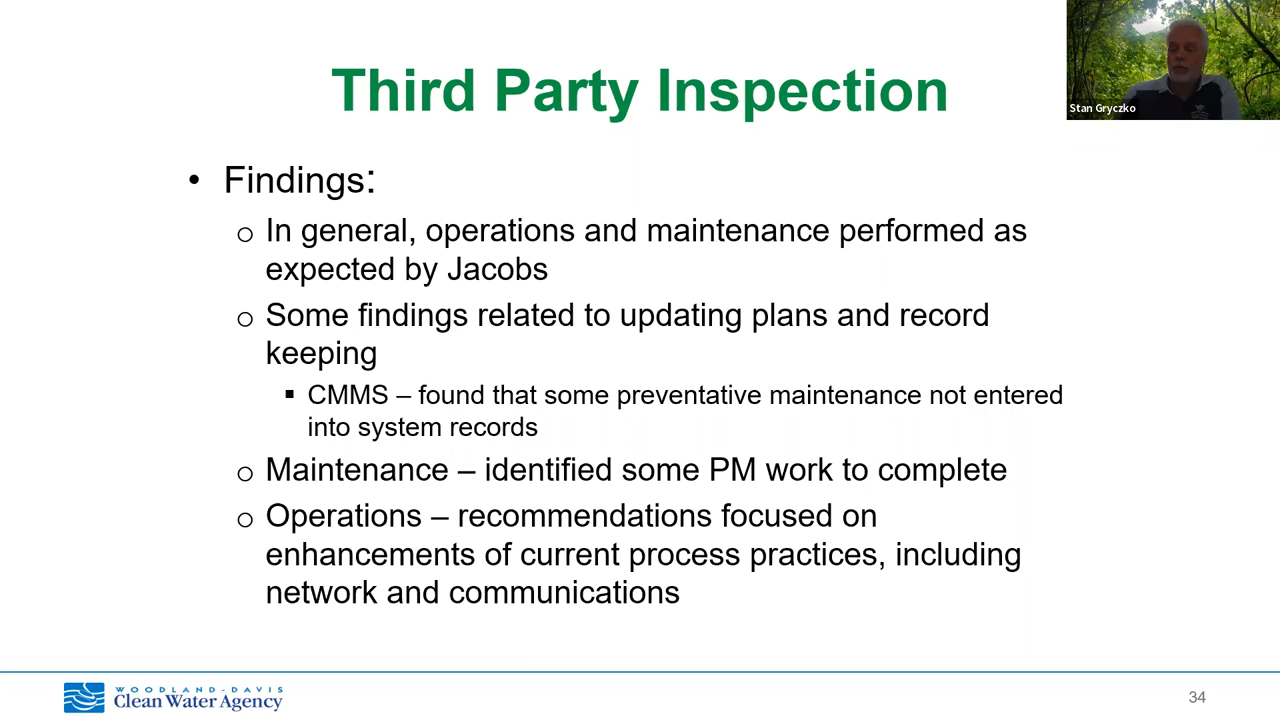 Third Party Inspection
Stan Gryczko
• Findings:
o In general, operations and maintenance performed as
expected by Jacobs
o Some findings related to updating plans and record
keeping
▪ CMMS – found that some preventative maintenance not entered
into system records
o Maintenance – identified some PM work to complete
o Operations – recommendations focused on
enhancements of current process practices, including
network and communications
WOODLAND-DAVIS
Clean Water Agency
34